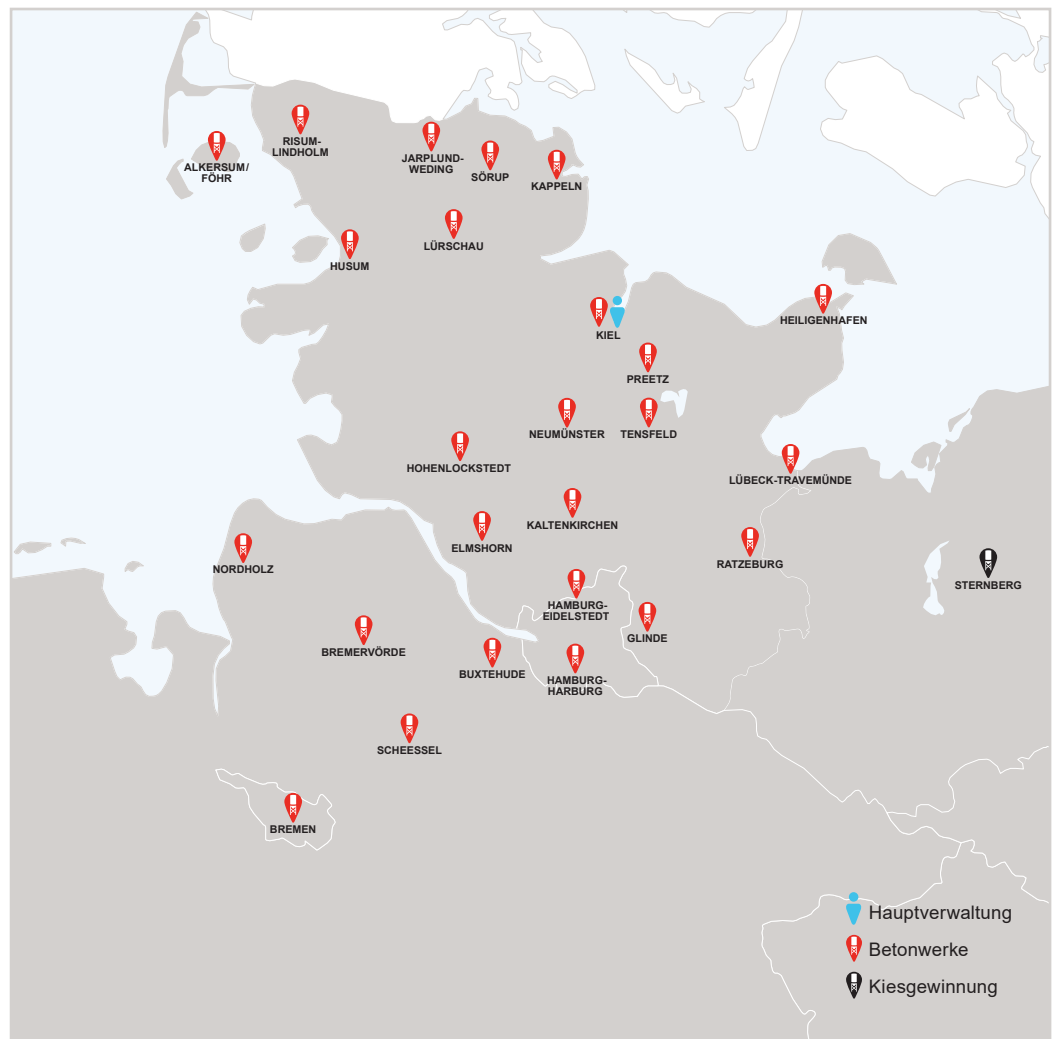 RISUM-
LINDHOLM
JARPLUND-
WEDING
ALKERSUM/
FÖHR
SÖRUP
KAPPELN
LÜRSCHAU
HUSUM
HEILIGENHAFEN
KIEL
PREETZ
NEUMÜNSTER
TENSFELD
HOHENLOCKSTEDT
LÜBECK-TRAVEMÜNDE
KALTENKIRCHEN
ELMSHORN
RATZEBURG
NORDHOLZ
STERNBERG
HAMBURG-
EIDELSTEDT
GLINDE
BREMERVÖRDE
BUXTEHUDE
HAMBURG-
HARBURG
SCHEESSEL
BREMEN
Hauptverwaltung
Betonwerke
Kiesgewinnung